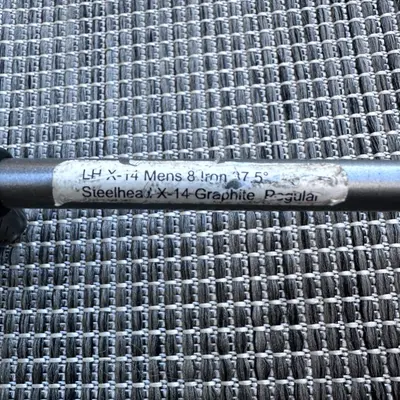 LH X-14 Mens 8 Iron 37.5°
Steelhead X-14 Graphite, Regular